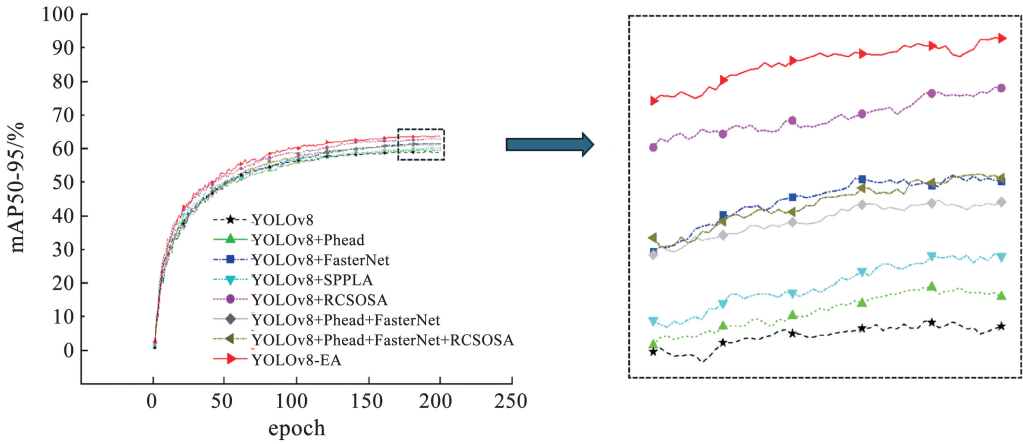 100
90
80
70
60
50
40
30
20
10
0
mAP50-95/%
YOLOv8
YOLOv8+Phead
YOLOv8+FasterNet
YOLOv8+SPPLA
YOLOv8+RCSOSA
YOLOv8+Phead+FasterNet
YOLOv8+Phead+FasterNet+RCSOSA
YOLOv8-EA
0 50 100 150 200 250
epoch